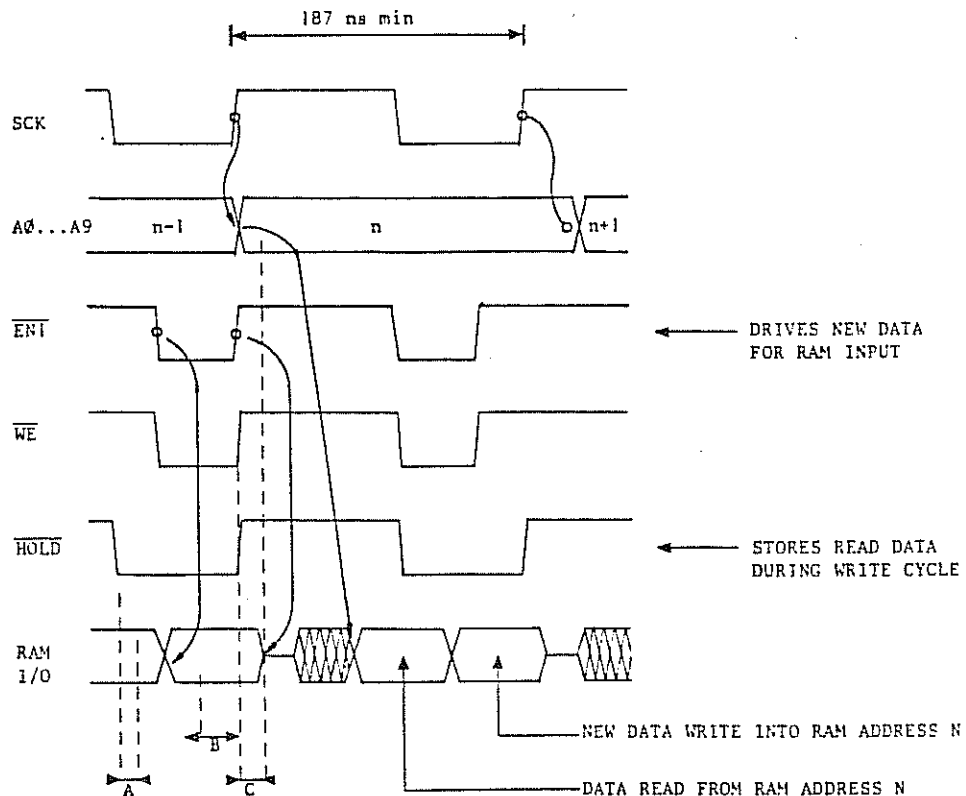 187 ns min
SCK
AØ...A9
n-1
n
n+1
ENI
DRIVES NEW DATA
FOR RAM INPUT
WE
HOLD
STORES READ DATA
DURING WRITE CYCLE
RAM
I/O
B
A
C
NEW DATA WRITE INTO RAM ADDRESS N
DATA READ FROM RAM ADDRESS N